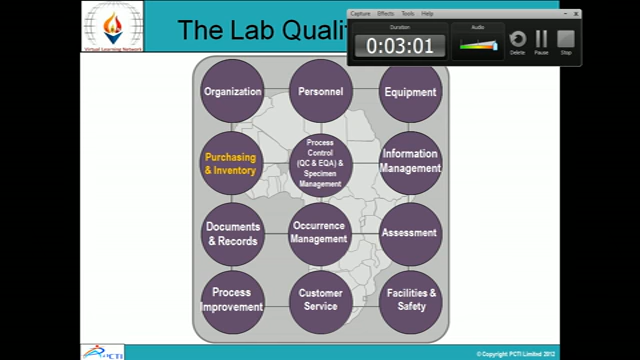 The Lab Qualit
Capture Effects Tools Help
Duration
Audio
0:03:01
Delete
Pause
Stop
Virtual Learning Network
Organization
Personnel
Equipment
Purchasing
& Inventory
Process
Control
(QC & EQA) &
Specimen
Management
Information
Management
Documents
& Records
Occurrence
Management
Assessment
Process
Improvement
Customer
Service
Facilities &
Safety
PCTI
© Copyright PCTI Limited 2012